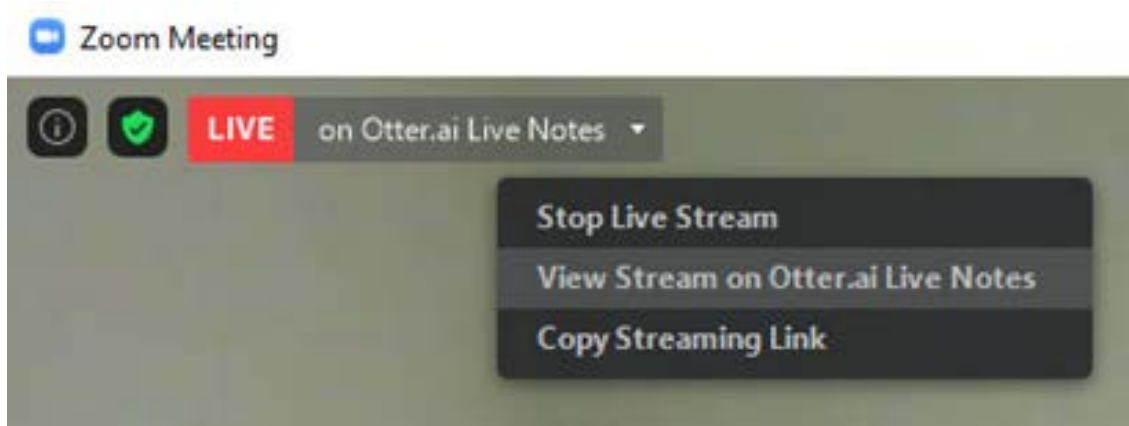 Zoom Meeting
LIVE on Otter.ai Live Notes
Stop Live Stream
View Stream on Otter.ai Live Notes
Copy Streaming Link